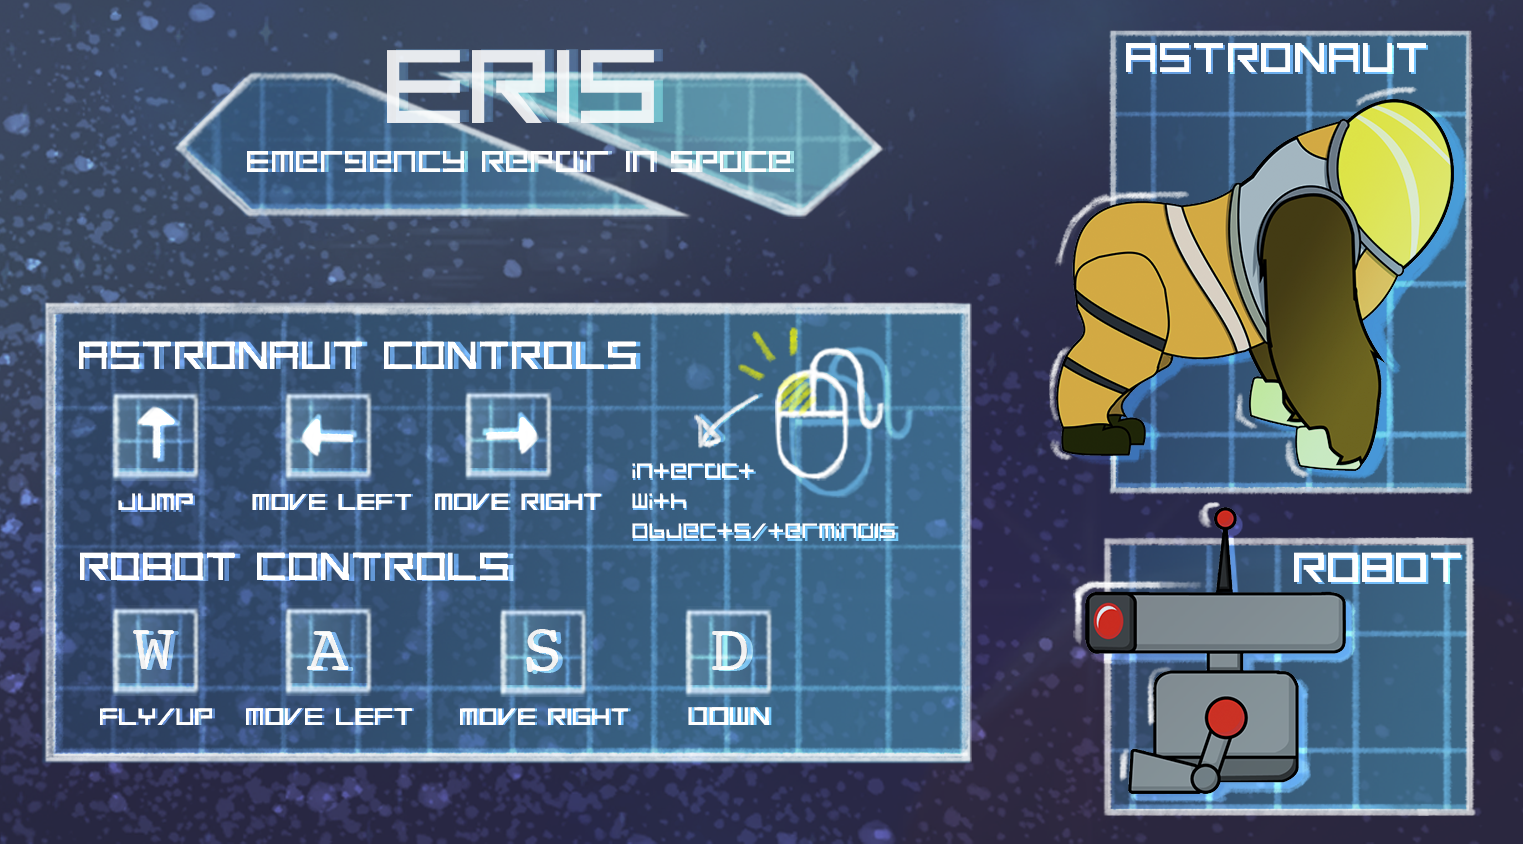 ERIS
Emergency Repair In Space
ASTRONAUT
ASTRONAUT CONTROLS
JUMP
MOVE LEFT
MOVE RIGHT
interact
with
objects/terminals
ROBOT CONTROLS
W
A
S
D
FLY/UP
MOVE LEFT
MOVE RIGHT
DOWN
ROBOT